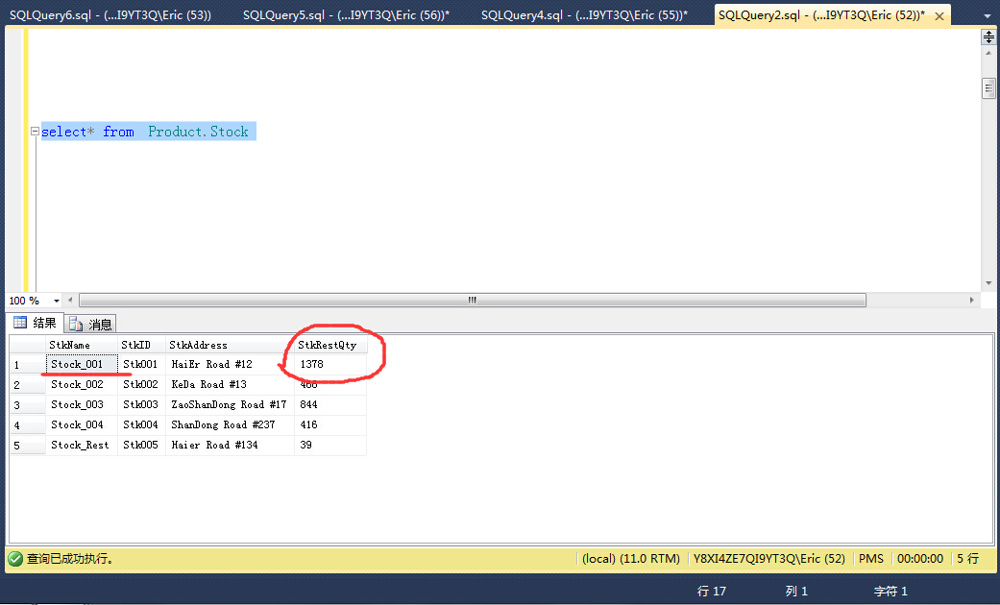 SQLQuery6.sql - (...I9YT3Q\Eric (53)) SQLQuery5.sql - (...I9YT3Q\Eric (56))* SQLQuery4.sql - (...I9YT3Q\Eric (55))* SQLQuery2.sql - (...I9YT3Q\Eric (52))*
select* from Product.Stock
100 %
结果 消息
StkName StkID StkAddress StkRestQty
1 Stock_001 Stk001 HaiEr Road #12 1378
2 Stock_002 Stk002 KeDa Road #13 468
3 Stock_003 Stk003 ZaoShanDong Road #17 844
4 Stock_004 Stk004 ShanDong Road #237 416
5 Stock_Rest Stk005 Haier Road #134 39
查询已成功执行。 (local) (11.0 RTM) Y8XI4ZE7QI9YT3Q\Eric (52) PMS 00:00:00 5 行
行 17 列 1 字符 1